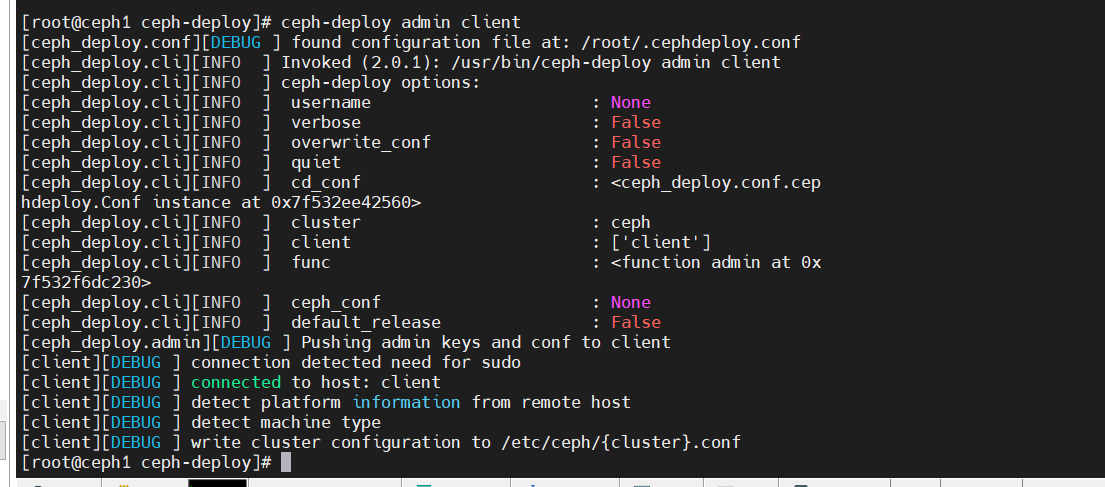 [root@ceph1 ceph-deploy]# ceph-deploy admin client
[ceph_deploy.conf][DEBUG ] found configuration file at: /root/.cephdeploy.conf
[ceph_deploy.cli][INFO  ] Invoked (2.0.1): /usr/bin/ceph-deploy admin client
[ceph_deploy.cli][INFO  ] ceph-deploy options:
[ceph_deploy.cli][INFO  ]  username                      : None
[ceph_deploy.cli][INFO  ]  verbose                       : False
[ceph_deploy.cli][INFO  ]  overwrite_conf                : False
[ceph_deploy.cli][INFO  ]  quiet                         : False
[ceph_deploy.cli][INFO  ]  cd_conf                       : <ceph_deploy.conf.cep
hdeploy.Conf instance at 0x7f532ee42560>
[ceph_deploy.cli][INFO  ]  cluster                       : ceph
[ceph_deploy.cli][INFO  ]  client                        : ['client']
[ceph_deploy.cli][INFO  ]  func                          : <function admin at 0x
7f532f6dc230>
[ceph_deploy.cli][INFO  ]  ceph_conf                     : None
[ceph_deploy.cli][INFO  ]  default_release               : False
[ceph_deploy.admin][DEBUG ] Pushing admin keys and conf to client
[client][DEBUG ] connection detected need for sudo
[client][DEBUG ] connected to host: client
[client][DEBUG ] detect platform information from remote host
[client][DEBUG ] detect machine type
[client][DEBUG ] write cluster configuration to /etc/ceph/{cluster}.conf
[root@ceph1 ceph-deploy]#